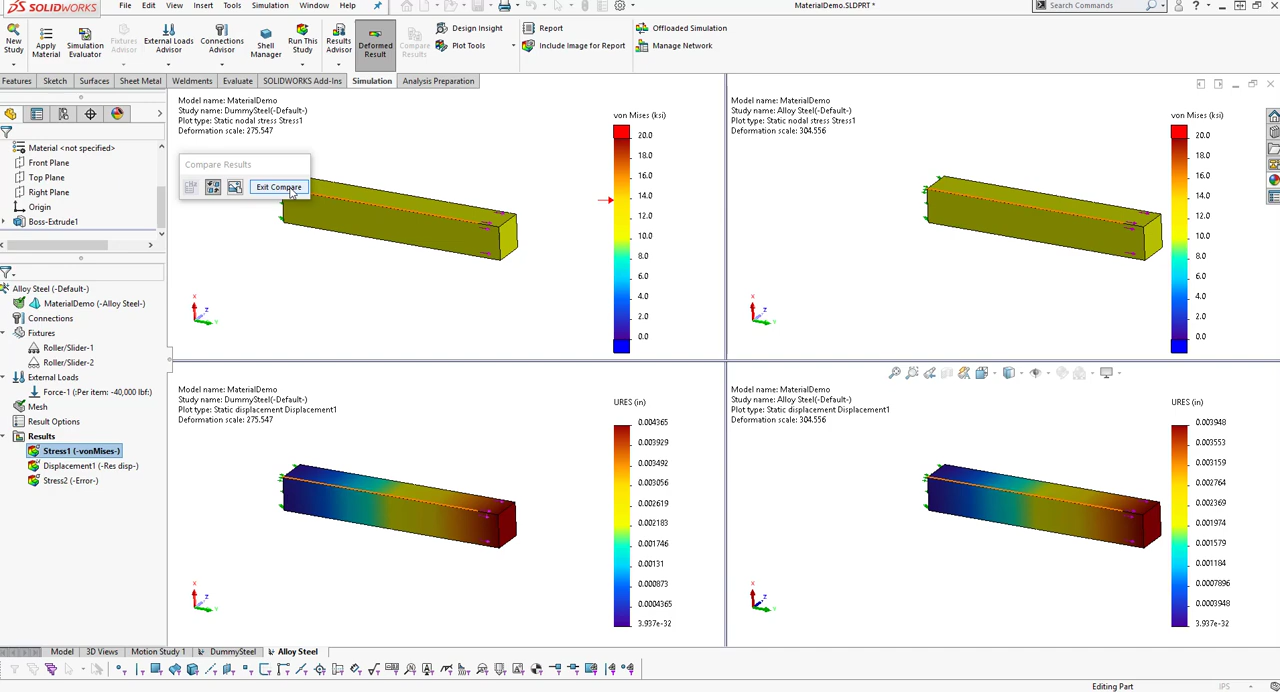 SOLIDWORKS
File Edit View Insert Tools Simulation Window Help
MaterialDemo.SLDPRT *
Search Commands
New Study
Apply Material
Simulation Evaluator
Fixtures Advisor
External Loads Advisor
Connections Advisor
Shell Manager
Run This Study
Results Advisor
Deformed Result
Compare Results
Design Insight
Plot Tools
Report
Include Image for Report
Offloaded Simulation
Manage Network
Features Sketch Surfaces Sheet Metal Weldments Evaluate SOLIDWORKS Add-Ins Simulation Analysis Preparation
Material <not specified>
Front Plane
Top Plane
Right Plane
Origin
Boss-Extrude1
Alloy Steel (-Default-)
MaterialDemo (-Alloy Steel-)
Connections
Fixtures
Roller/Slider-1
Roller/Slider-2
External Loads
Force-1 (:Per item: -40,000 lbf:)
Mesh
Result Options
Results
Stress1 (-vonMises-)
Displacement1 (-Res disp-)
Stress2 (-Error-)
Model name: MaterialDemo
Study name: DummySteel(-Default-)
Plot type: Static nodal stress Stress1
Deformation scale: 275.547
Compare Results
Exit Compare
von Mises (ksi)
20.0
18.0
16.0
14.0
12.0
10.0
8.0
6.0
4.0
2.0
0.0
X
Z
Y
Model name: MaterialDemo
Study name: Alloy Steel(-Default-)
Plot type: Static nodal stress Stress1
Deformation scale: 304.556
von Mises (ksi)
20.0
18.0
16.0
14.0
12.0
10.0
8.0
6.0
4.0
2.0
0.0
X
Z
Y
Model name: MaterialDemo
Study name: DummySteel(-Default-)
Plot type: Static displacement Displacement1
Deformation scale: 275.547
URES (in)
0.004365
0.003929
0.003492
0.003056
0.002619
0.002183
0.001746
0.00131
0.000873
0.0004365
3.937e-32
X
Z
Y
Model name: MaterialDemo
Study name: Alloy Steel(-Default-)
Plot type: Static displacement Displacement1
Deformation scale: 304.556
URES (in)
0.003948
0.003553
0.003159
0.002764
0.002369
0.001974
0.001579
0.001184
0.0007896
0.0003948
3.937e-32
X
Z
Y
Model 3D Views Motion Study 1 DummySteel Alloy Steel
Editing Part
IPS